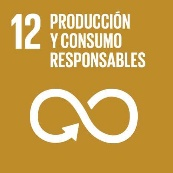 12 PRODUCCIÓN
Y CONSUMO
RESPONSABLES